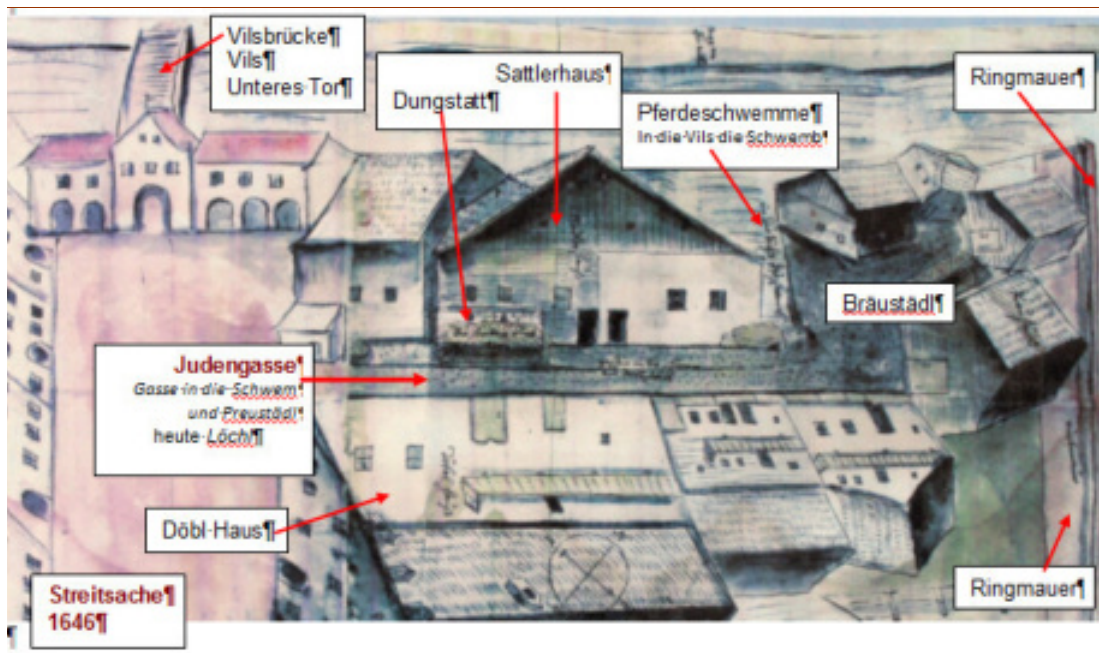 Vilsbrücke¶
Vils¶
Unteres·Tor¶
Sattlerhaus¶
Dungstatt¶
Pferdeschwemme¶
In·die·Vils·die·Schwemb¶
Ringmauer¶
Bräustädl¶
Judengasse¶
Gasse·in·die·Schwem¶
und·Preustädl¶
heute·Löchl¶
Döbl·Haus¶
Streitsache¶
1646¶
Ringmauer¶
¶